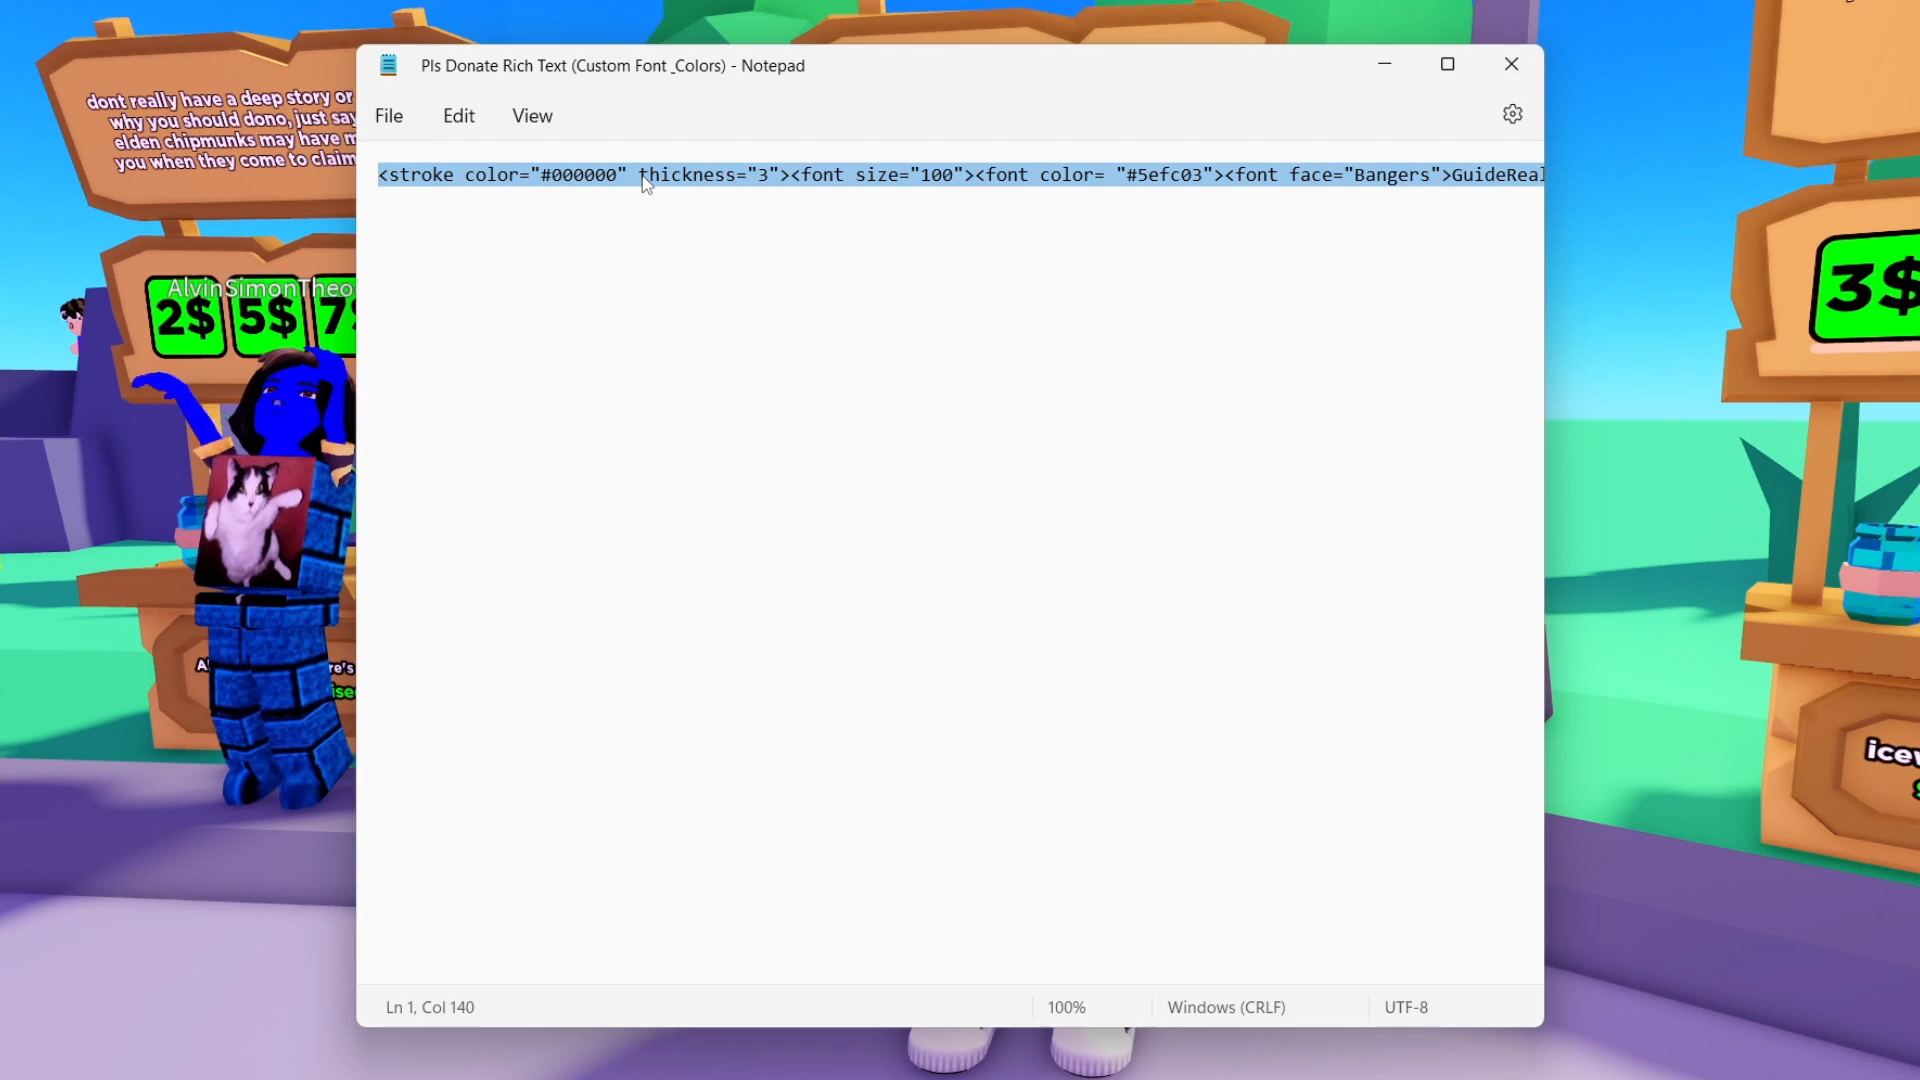 dont really have a deep story or
why you should dono, just say
elden chipmunks may have m
you when they come to claim
AlvinSimonTheo
2$ 5$ 7$
Pls Donate Rich Text (Custom Font _Colors) - Notepad
File Edit View
<stroke color="#000000" thickness="3"><font size="100"><font color= "#5efc03"><font face="Bangers">GuideReal
3$
Ln 1, Col 140
100%
Windows (CRLF)
UTF-8